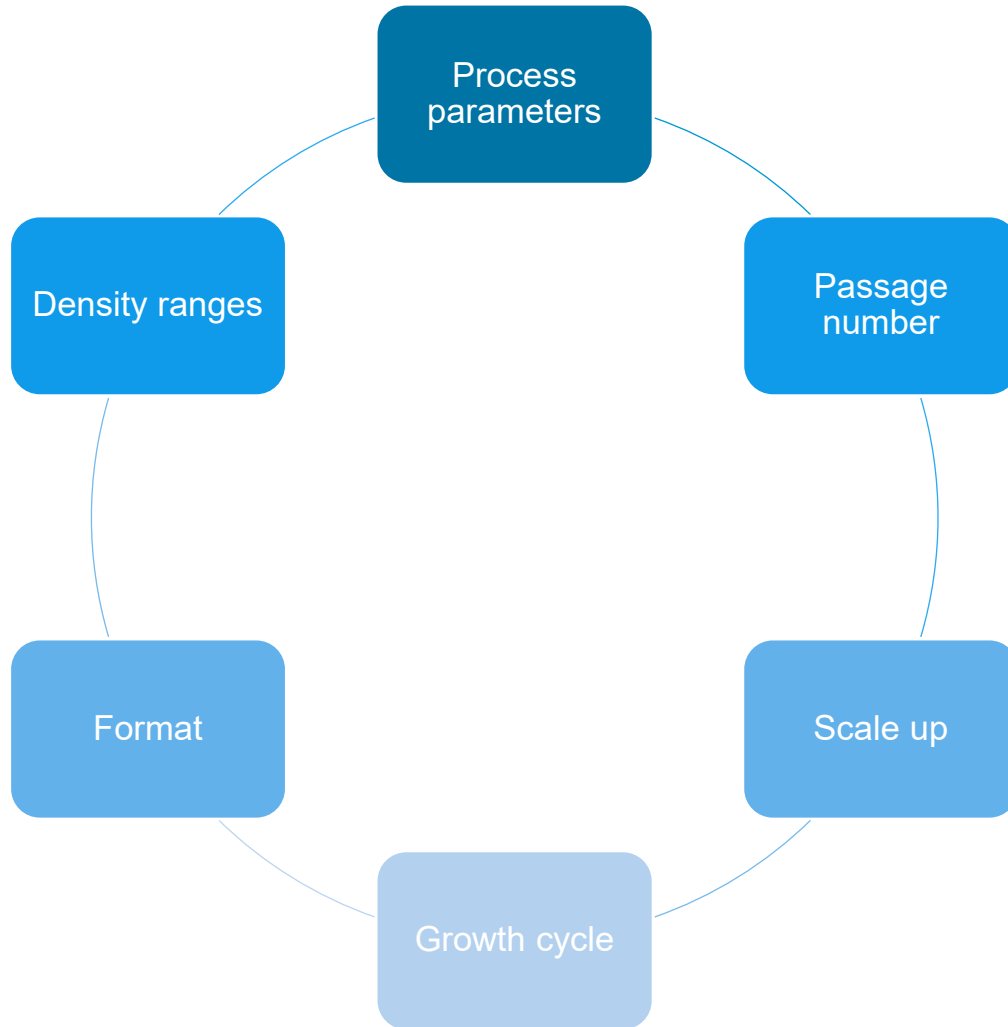 Process
parameters
Passage
number
Scale up
Growth cycle
Format
Density ranges